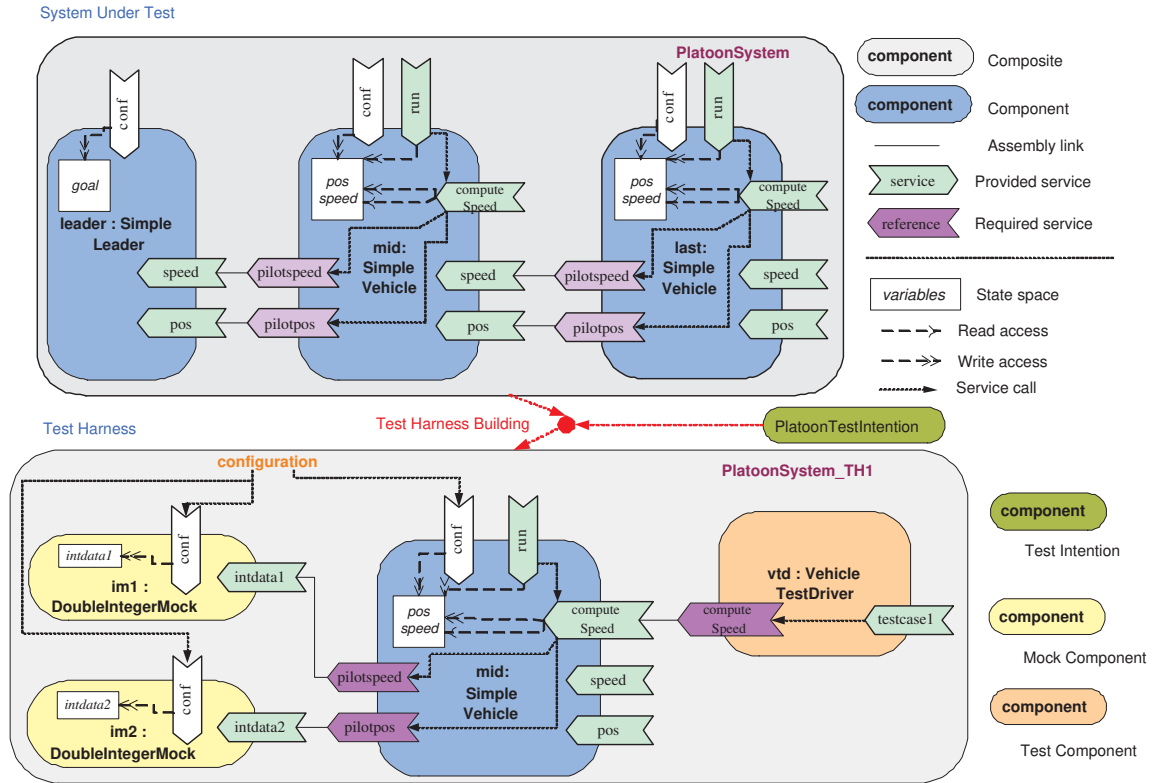 System Under Test
PlatoonSystem
conf
goal
leader : Simple
Leader
speed
pos
conf
run
pos
speed
compute
Speed
mid:
Simple
Vehicle
pilotspeed
pilotpos
speed
pos
conf
run
pos
speed
compute
Speed
last:
Simple
Vehicle
pilotspeed
pilotpos
speed
pos
component
Composite
component
Component
Assembly link
service
Provided service
reference
Required service
variables
State space
Read access
Write access
Service call
Test Harness Building
PlatoonTestIntention
Test Harness
configuration
PlatoonSystem_TH1
conf
intdata1
im1 :
DoubleIntegerMock
intdata1
conf
intdata2
im2 :
DoubleIntegerMock
intdata2
conf
run
pos
speed
compute
Speed
pilotspeed
pilotpos
mid:
Simple
Vehicle
speed
pos
vtd : Vehicle
TestDriver
compute
Speed
testcase1
component
Test Intention
component
Mock Component
component
Test Component